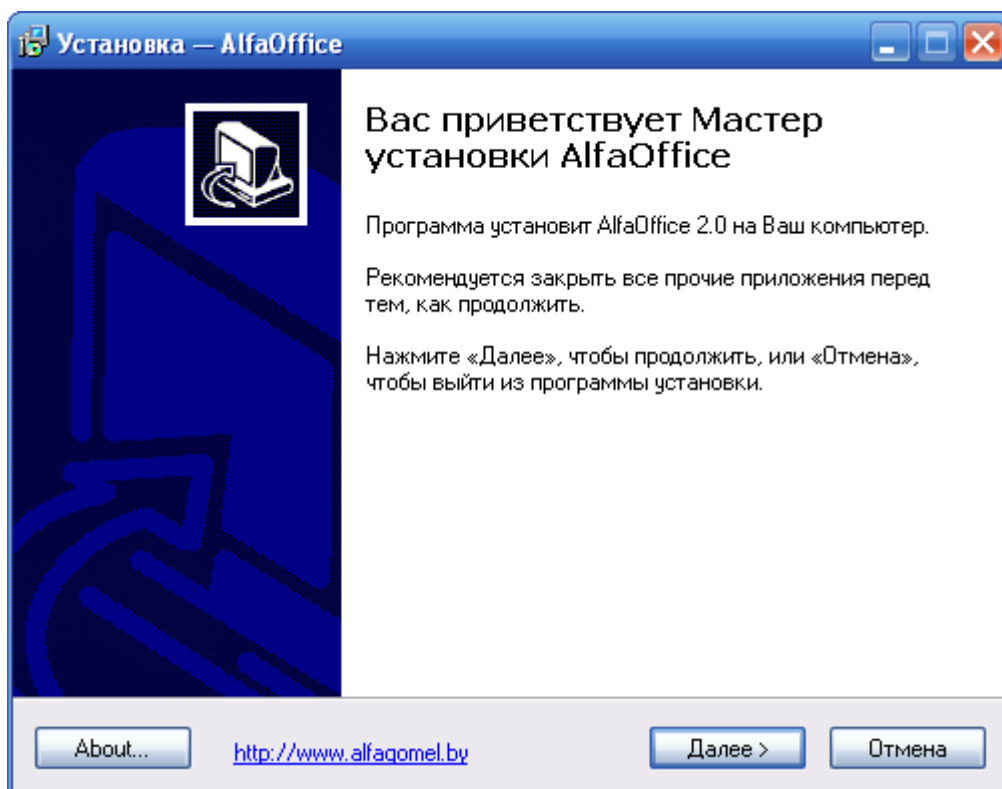 Установка — AlfaOffice
Вас приветствует Мастер
установки AlfaOffice
Программа установит AlfaOffice 2.0 на Ваш компьютер.
Рекомендуется закрыть все прочие приложения перед
тем, как продолжить.
Нажмите «Далее», чтобы продолжить, или «Отмена»,
чтобы выйти из программы установки.
About...
http://www.alfagomel.by
Далее >
Отмена